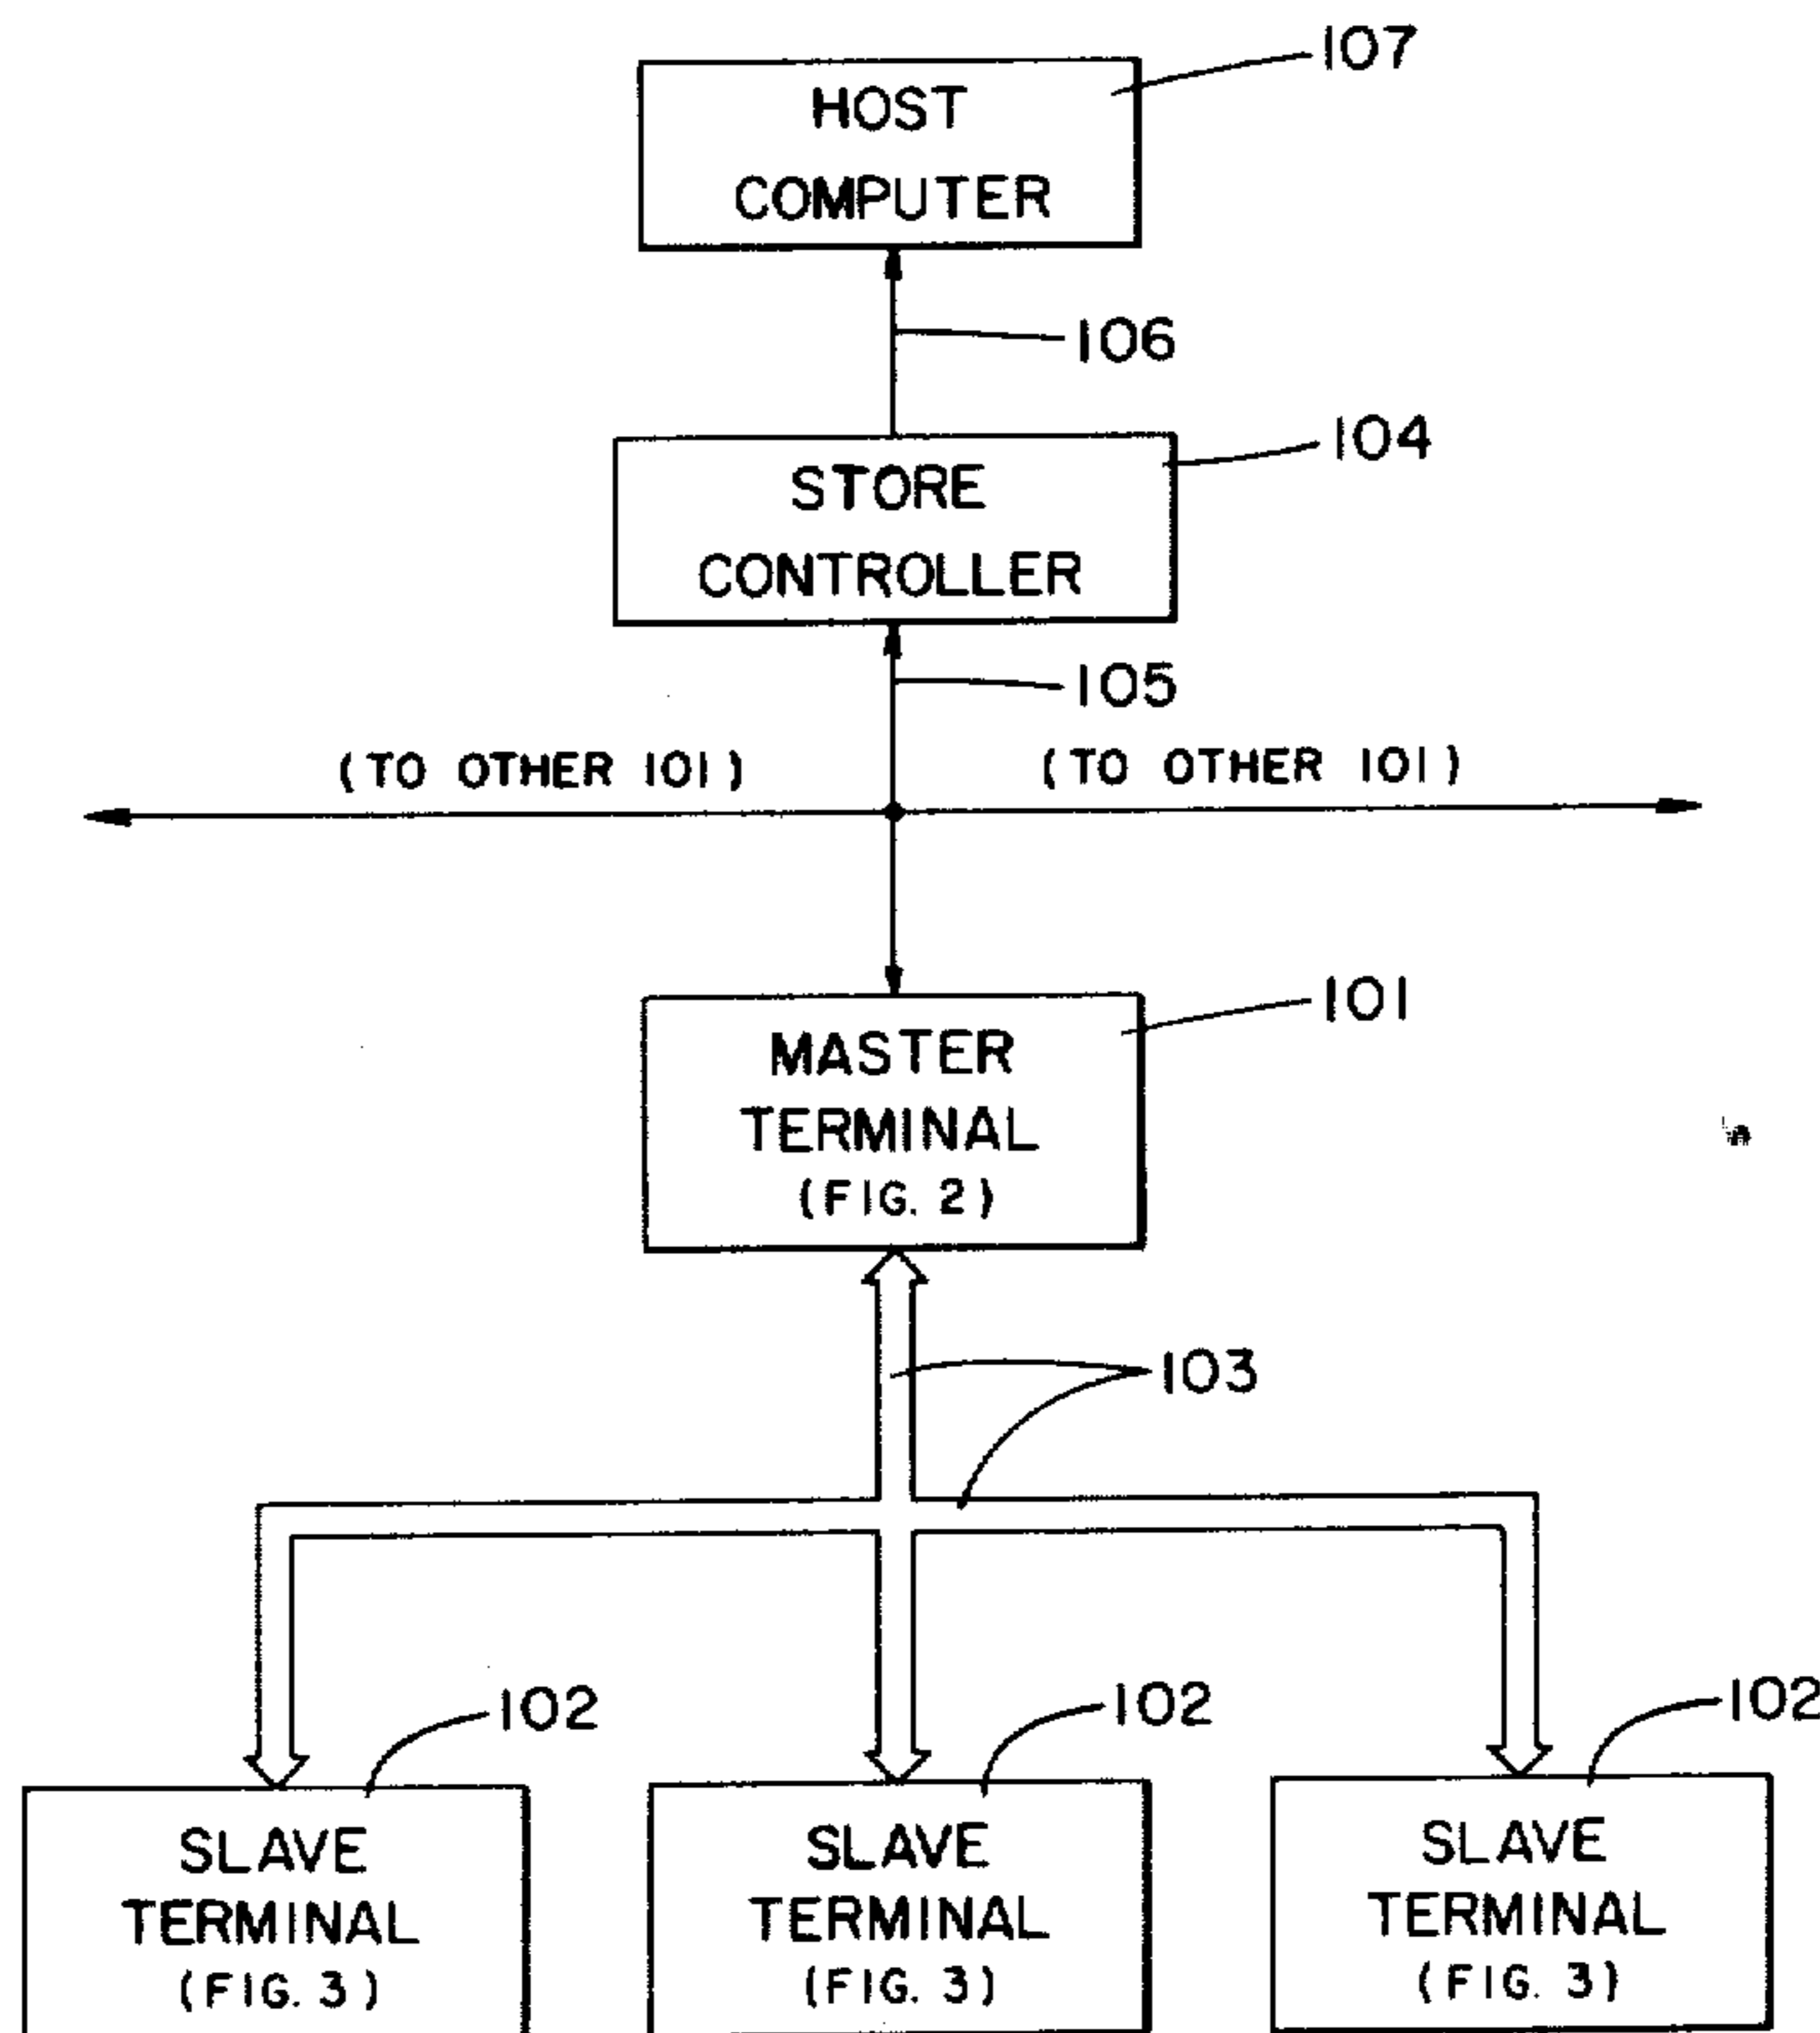 107
HOST
COMPUTER
106
104
STORE
CONTROLLER
105
(TO OTHER 101)
(TO OTHER 101)
101
MASTER
TERMINAL
(FIG. 2)
103
102
102
102
SLAVE
TERMINAL
(FIG. 3)
SLAVE
TERMINAL
(FIG. 3)
SLAVE
TERMINAL
(FIG. 3)